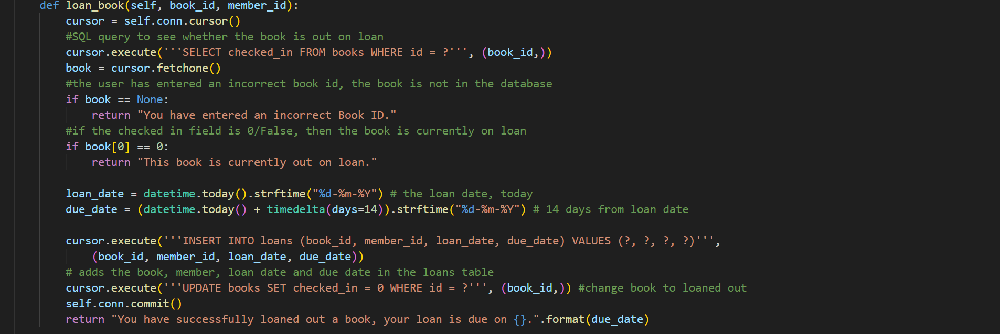 def loan_book(self, book_id, member_id):
    cursor = self.conn.cursor()
    #SQL query to see whether the book is out on loan
    cursor.execute('''SELECT checked_in FROM books WHERE id = ?''', (book_id,))
    book = cursor.fetchone()
    #the user has entered an incorrect book id, the book is not in the database
    if book == None:
        return "You have entered an incorrect Book ID."
    #if the checked in field is 0/False, then the book is currently on loan
    if book[0] == 0:
        return "This book is currently out on loan."

    loan_date = datetime.today().strftime("%d-%m-%Y") # the loan date, today
    due_date = (datetime.today() + timedelta(days=14)).strftime("%d-%m-%Y") # 14 days from loan date

    cursor.execute('''INSERT INTO loans (book_id, member_id, loan_date, due_date) VALUES (?, ?, ?, ?)''',
        (book_id, member_id, loan_date, due_date))
    # adds the book, member, loan date and due date in the loans table
    cursor.execute('''UPDATE books SET checked_in = 0 WHERE id = ?''', (book_id,)) #change book to loaned out
    self.conn.commit()
    return "You have successfully loaned out a book, your loan is due on {}.".format(due_date)